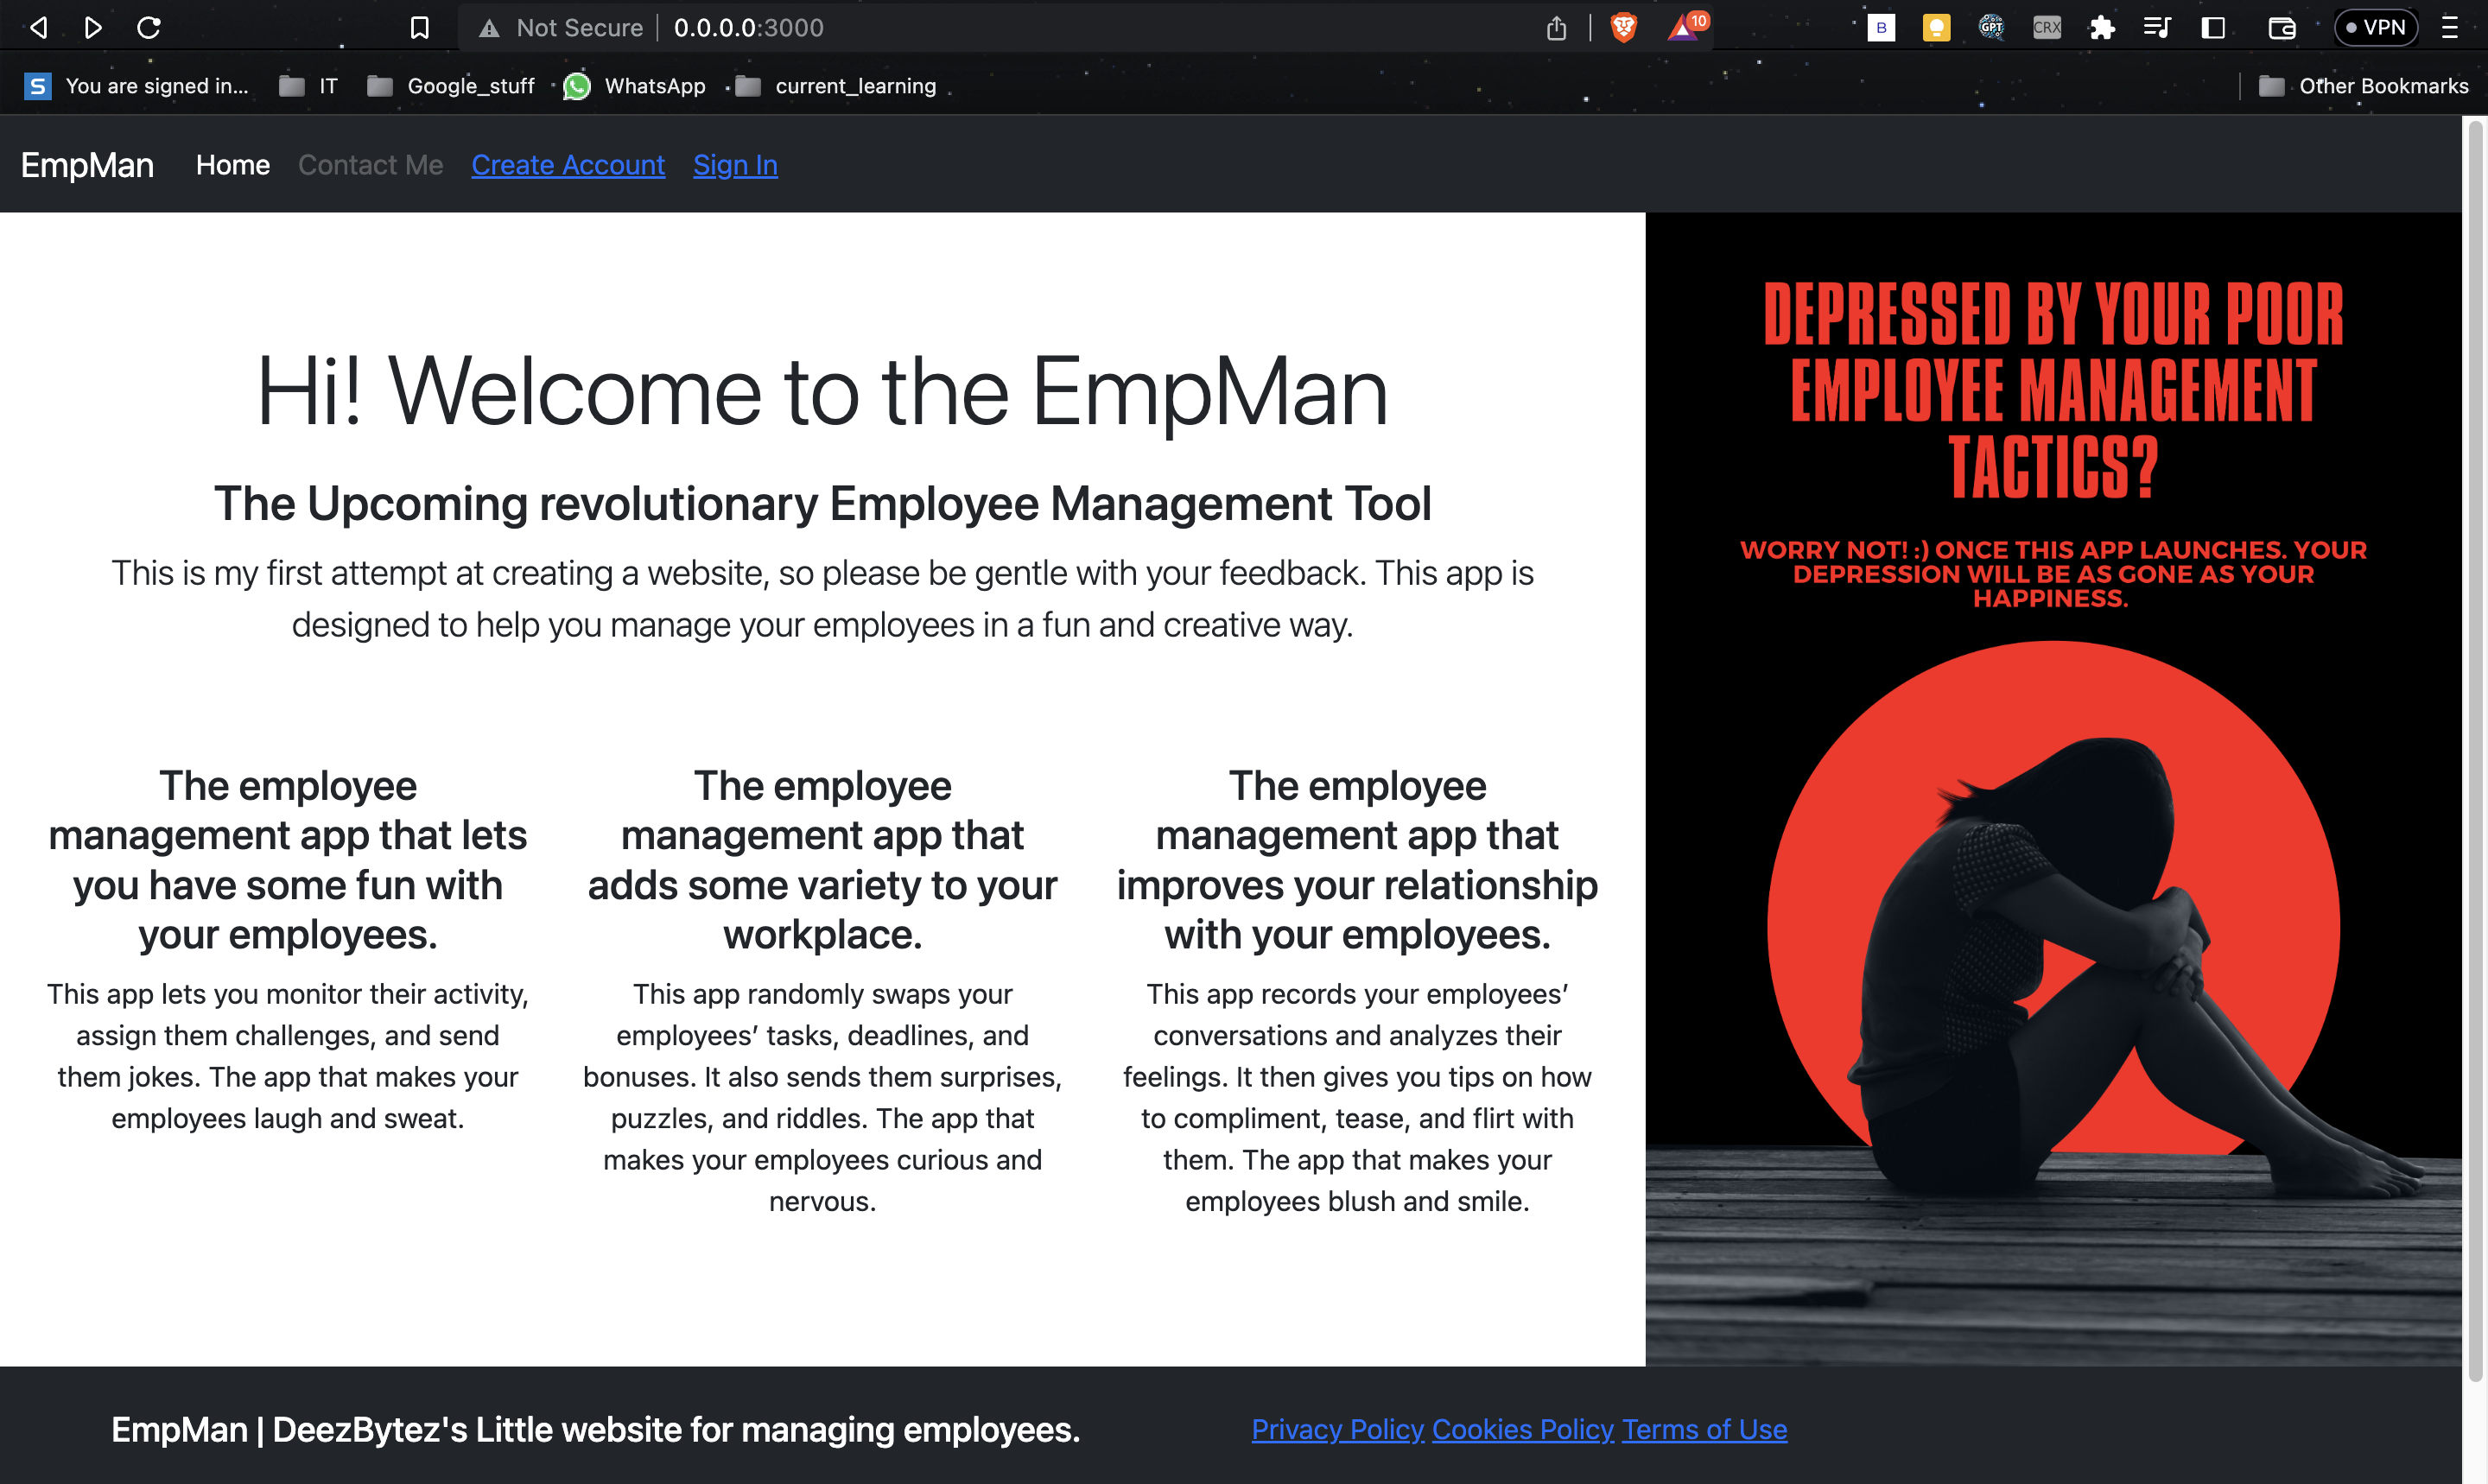 Not Secure 0.0.0.0:3000
10
B
GPT
CRX
VPN
S You are signed in... IT Google_stuff WhatsApp current_learning Other Bookmarks
EmpMan Home Contact Me Create Account Sign In
Hi! Welcome to the EmpMan
The Upcoming revolutionary Employee Management Tool
This is my first attempt at creating a website, so please be gentle with your feedback. This app is
designed to help you manage your employees in a fun and creative way.
The employee
management app that lets
you have some fun with
your employees.
This app lets you monitor their activity,
assign them challenges, and send
them jokes. The app that makes your
employees laugh and sweat.
The employee
management app that
adds some variety to your
workplace.
This app randomly swaps your
employees’ tasks, deadlines, and
bonuses. It also sends them surprises,
puzzles, and riddles. The app that
makes your employees curious and
nervous.
The employee
management app that
improves your relationship
with your employees.
This app records your employees’
conversations and analyzes their
feelings. It then gives you tips on how
to compliment, tease, and flirt with
them. The app that makes your
employees blush and smile.
DEPRESSED BY YOUR POOR
EMPLOYEE MANAGEMENT
TACTICS?
WORRY NOT! :) ONCE THIS APP LAUNCHES. YOUR
DEPRESSION WILL BE AS GONE AS YOUR
HAPPINESS.
EmpMan | DeezBytez's Little website for managing employees.
Privacy Policy Cookies Policy Terms of Use